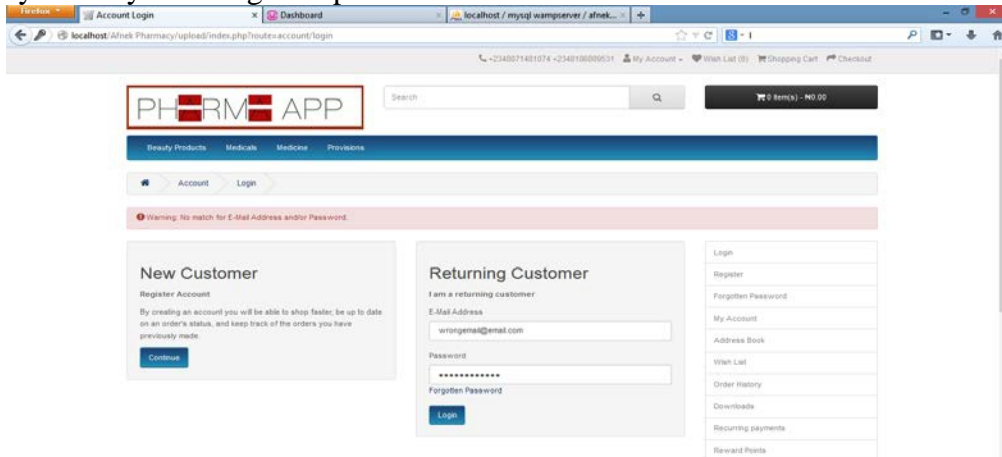 Firefox
Account Login
Dashboard
localhost / mysql wampserver / afnek...
localhost/Afnek Pharmacy/upload/index.php?route=account/login
My Account
Wish List (0)
Shopping Cart
Checkout
PHARMA APP
Search
0 item(s) - ₦0.00
Beauty Products Medicals Medicine Provisions
Account Login
Warning: No match for E-Mail Address and/or Password.
New Customer
Register Account
By creating an account you will be able to shop faster, be up to date
on an order's status, and keep track of the orders you have
previously made.
Continue
Returning Customer
I am a returning customer
E-Mail Address
wrongemail@email.com
Password
Forgotten Password
Login
Login
Register
Forgotten Password
My Account
Address Book
Wish List
Order History
Downloads
Recurring payments
Reward Points